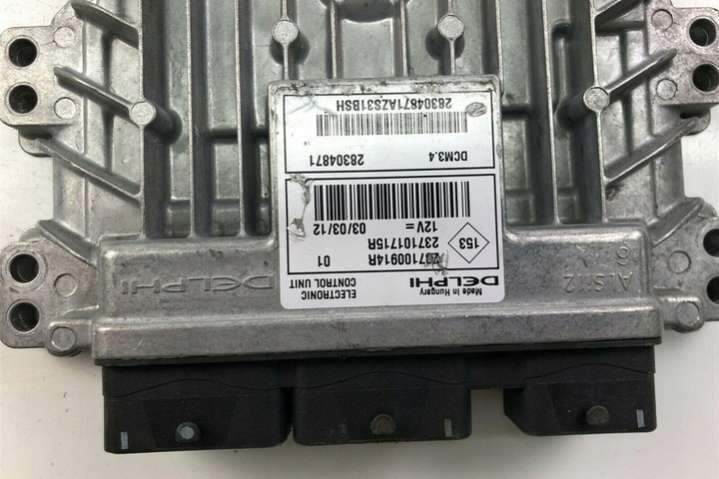 Made in Hungary
DELPHI
ELECTRONIC
CONTROL UNIT
237100914R 01
237101715R
153
12V= 03/03/12
DCM3.4 28304871
28304871AZS31BSH
DELPHI